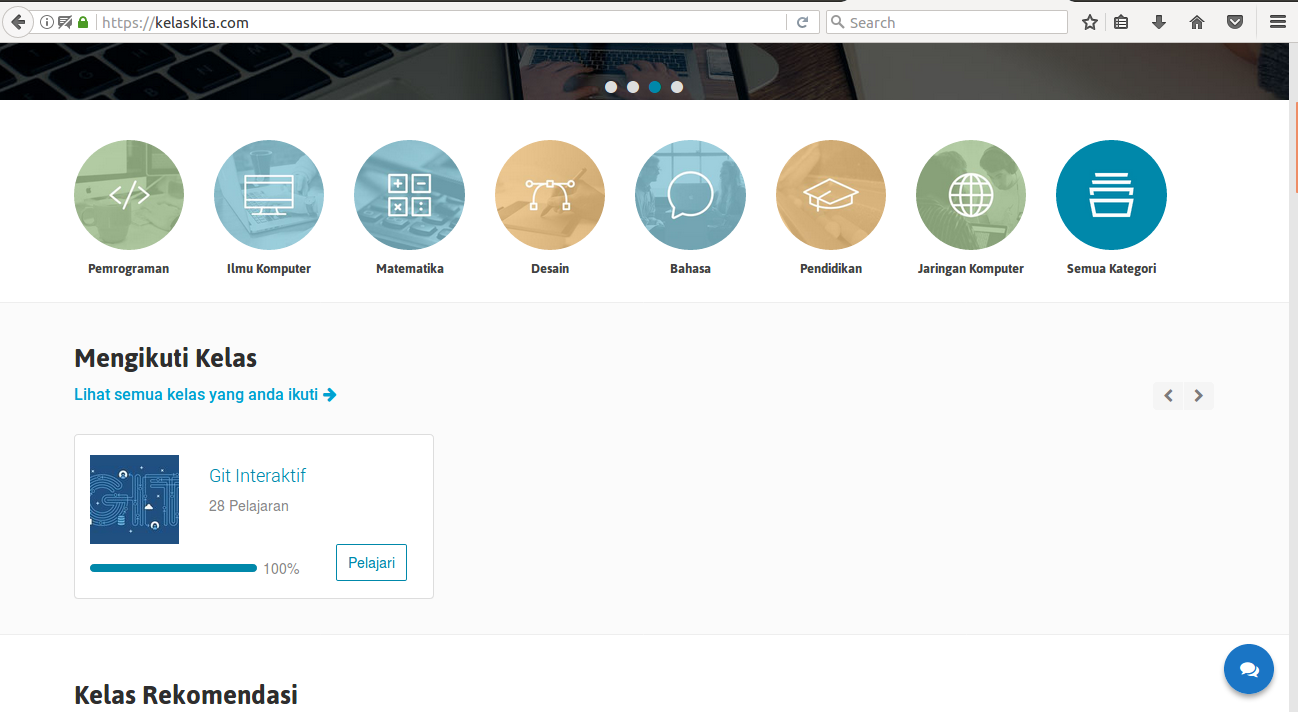 https://kelaskita.com
Search
Pemrograman
Ilmu Komputer
Matematika
Desain
Bahasa
Pendidikan
Jaringan Komputer
Semua Kategori
Mengikuti Kelas
Lihat semua kelas yang anda ikuti
GIT
Git Interaktif
28 Pelajaran
100%
Pelajari
Kelas Rekomendasi